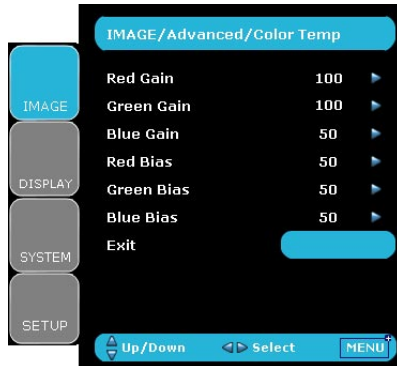 IMAGE/Advanced/Color Temp
IMAGE
DISPLAY
SYSTEM
SETUP
Red Gain 100
Green Gain 100
Blue Gain 50
Red Bias 50
Green Bias 50
Blue Bias 50
Exit
Up/Down Select MENU